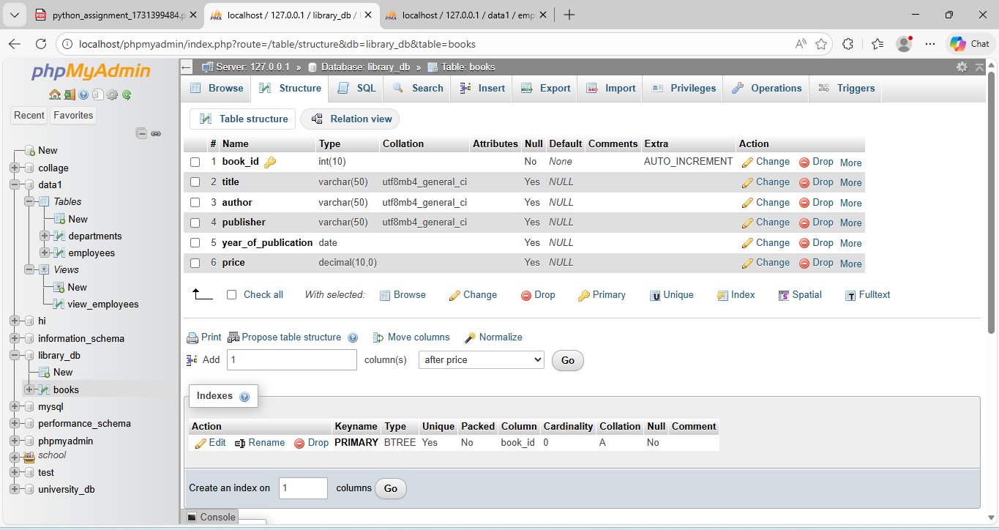 python_assignment_1731399484.p
localhost / 127.0.0.1 / library_db /
localhost / 127.0.0.1 / data1 / emp
localhost/phpmyadmin/index.php?route=/table/structure&db=library_db&table=books
Chat
phpMyAdmin
Recent Favorites
New
collage
data1
Tables
New
departments
employees
Views
New
view_employees
hi
information_schema
library_db
New
books
mysql
performance_schema
phpmyadmin
school
test
university_db
Server: 127.0.0.1 » Database: library_db » Table: books
Browse Structure SQL Search Insert Export Import Privileges Operations Triggers
Table structure Relation view
# Name Type Collation Attributes Null Default Comments Extra Action
1 book_id int(10) No None AUTO_INCREMENT Change Drop More
2 title varchar(50) utf8mb4_general_ci Yes NULL Change Drop More
3 author varchar(50) utf8mb4_general_ci Yes NULL Change Drop More
4 publisher varchar(50) utf8mb4_general_ci Yes NULL Change Drop More
5 year_of_publication date Yes NULL Change Drop More
6 price decimal(10,0) Yes NULL Change Drop More
Check all With selected: Browse Change Drop Primary Unique Index Spatial Fulltext
Print Propose table structure Move columns Normalize
Add 1 column(s) after price Go
Indexes
Action Keyname Type Unique Packed Column Cardinality Collation Null Comment
Edit Rename Drop PRIMARY BTREE Yes No book_id 0 A No
Create an index on 1 columns Go
Console